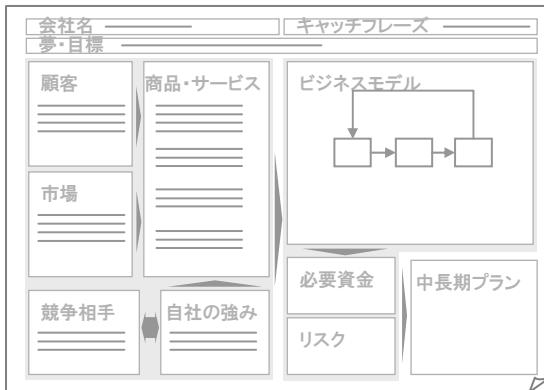 会社名
キャッチフレーズ
夢・目標
顧客
商品・サービス
ビジネスモデル
市場
競争相手
自社の強み
必要資金
中長期プラン
リスク